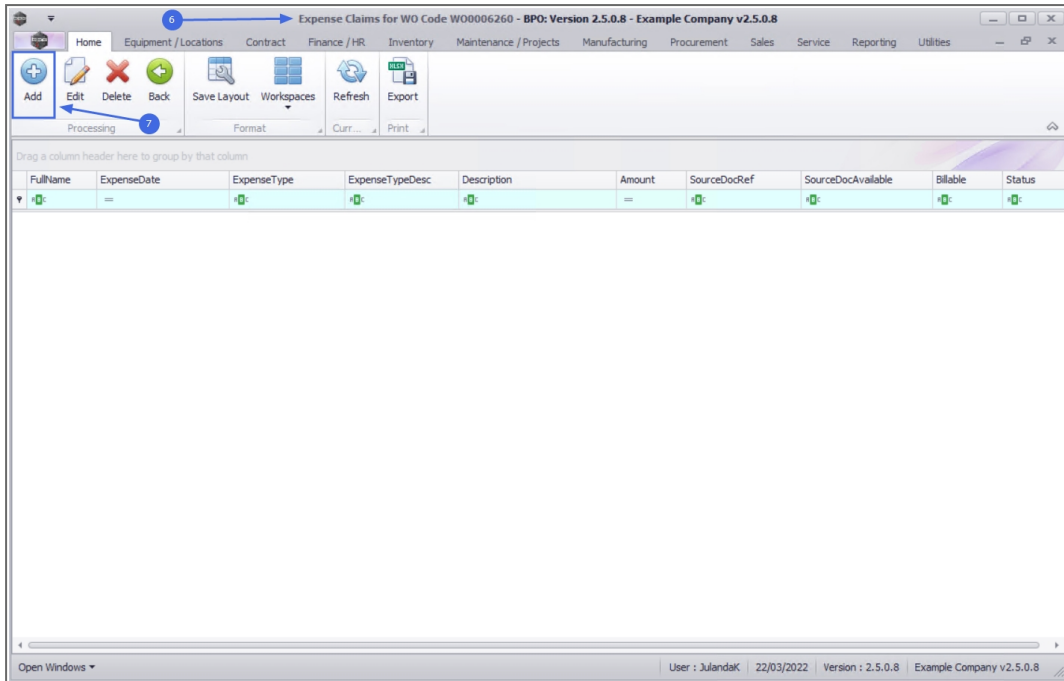 6
Expense Claims for WO Code WO0006260 - BPO: Version 2.5.0.8 - Example Company v2.5.0.8
Home Equipment / Locations Contract Finance / HR Inventory Maintenance / Projects Manufacturing Procurement Sales Service Reporting Utilities
Add Edit Delete Back Save Layout Workspaces Refresh Export
7
Processing Format Curr... Print
Drag a column header here to group by that column
FullName ExpenseDate ExpenseType ExpenseTypeDesc Description Amount SourceDocRef SourceDocAvailable Billable Status
= =
Open Windows User : JulandaK 22/03/2022 Version : 2.5.0.8 Example Company v2.5.0.8